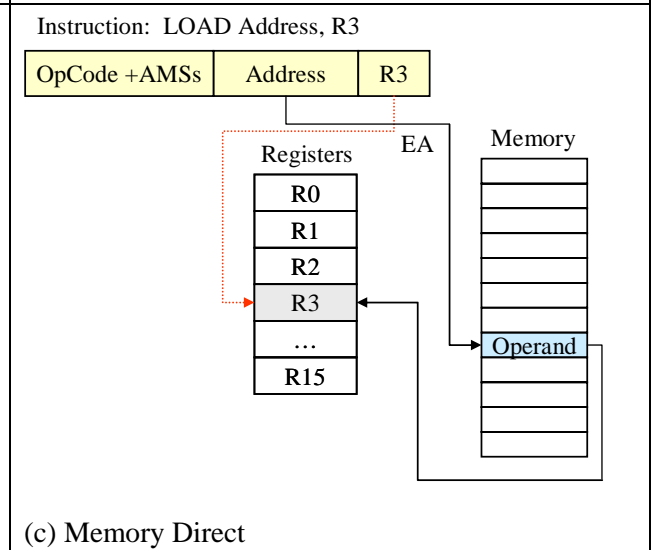 Instruction: LOAD Address, R3
OpCode +AMSs Address R3
EA
Registers Memory
R0
R1
R2
R3
Operand
...
R15
(c) Memory Direct